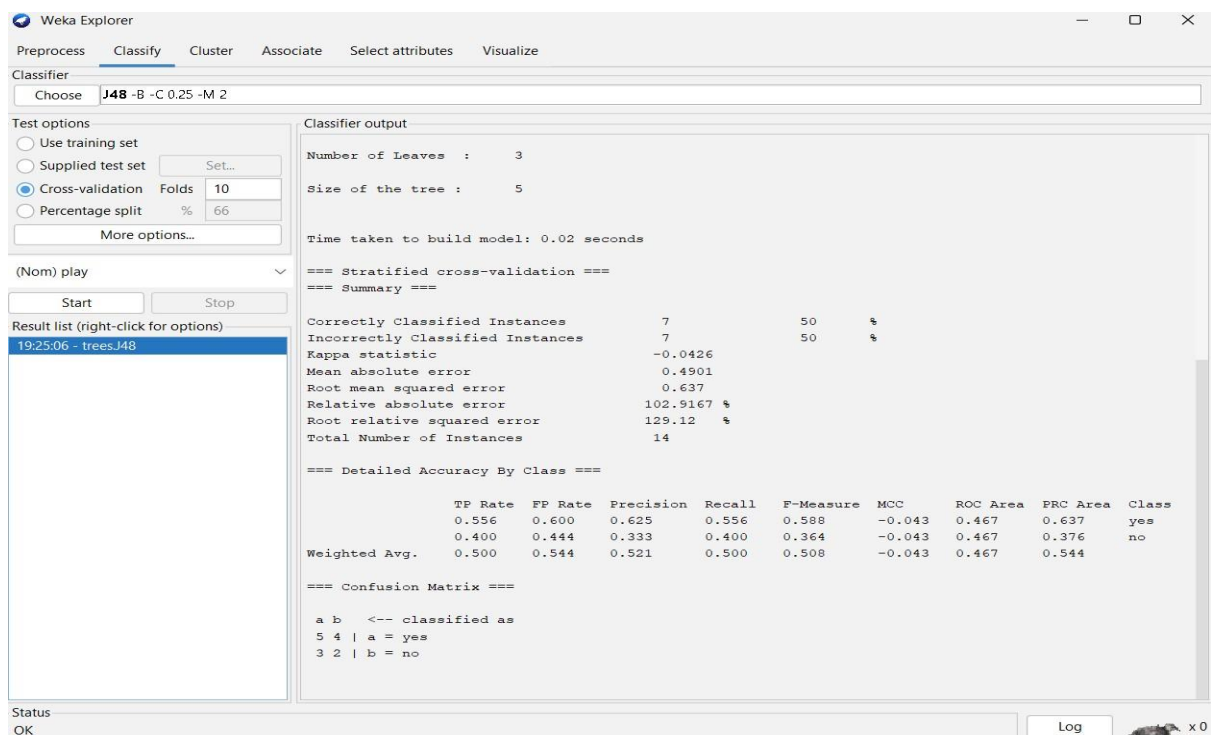 Weka Explorer
Preprocess Classify Cluster Associate Select attributes Visualize
Classifier
Choose J48 -B -C 0.25 -M 2
Test options
Use training set
Supplied test set Set...
Cross-validation Folds 10
Percentage split % 66
More options...
(Nom) play
Start Stop
Result list (right-click for options)
19:25:06 - trees.J48
Classifier output
Number of Leaves : 3
Size of the tree : 5
Time taken to build model: 0.02 seconds
=== Stratified cross-validation ===
=== Summary ===
Correctly Classified Instances 7 50 %
Incorrectly Classified Instances 7 50 %
Kappa statistic -0.0426
Mean absolute error 0.4901
Root mean squared error 0.637
Relative absolute error 102.9167 %
Root relative squared error 129.12 %
Total Number of Instances 14
=== Detailed Accuracy By Class ===
TP Rate FP Rate Precision Recall F-Measure MCC ROC Area PRC Area Class
0.556 0.600 0.625 0.556 0.588 -0.043 0.467 0.637 yes
0.400 0.444 0.333 0.400 0.364 -0.043 0.467 0.376 no
Weighted Avg. 0.500 0.544 0.521 0.500 0.508 -0.043 0.467 0.544
=== Confusion Matrix ===
a b <-- classified as
5 4 | a = yes
3 2 | b = no
Status
OK
Log x 0